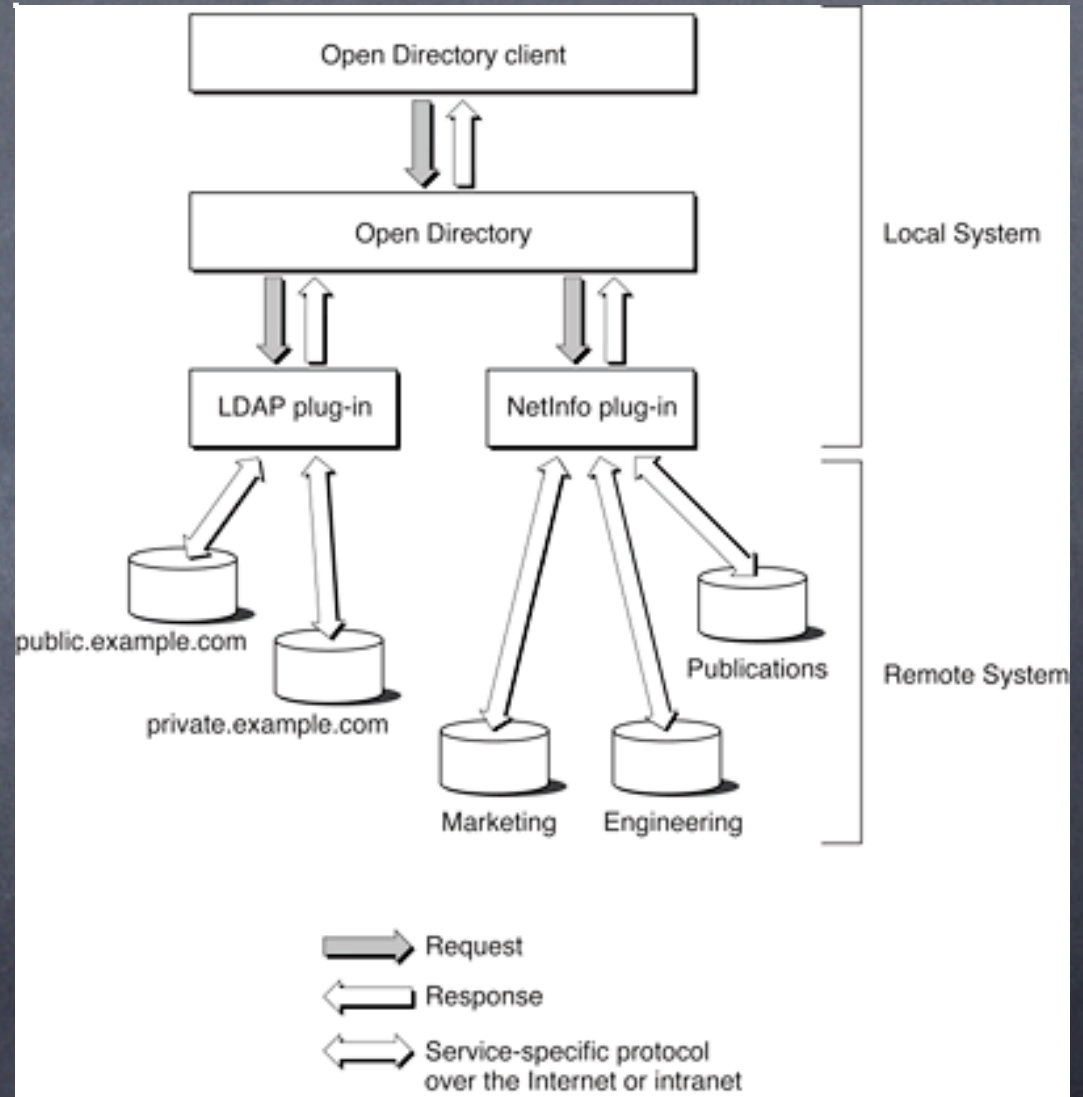 Open Directory client
Open Directory
Local System
LDAP plug-in
NetInfo plug-in
public.example.com
private.example.com
Publications
Remote System
Marketing
Engineering
Request
Response
Service-specific protocol
over the Internet or intranet